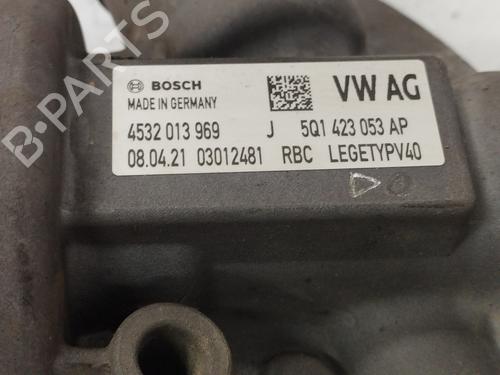 B-PARTS
BOSCH
MADE IN GERMANY
VW AG
4532 013 969 J 5Q1 423 053 AP
08.04.21 03012481 RBC LEGETYPV40